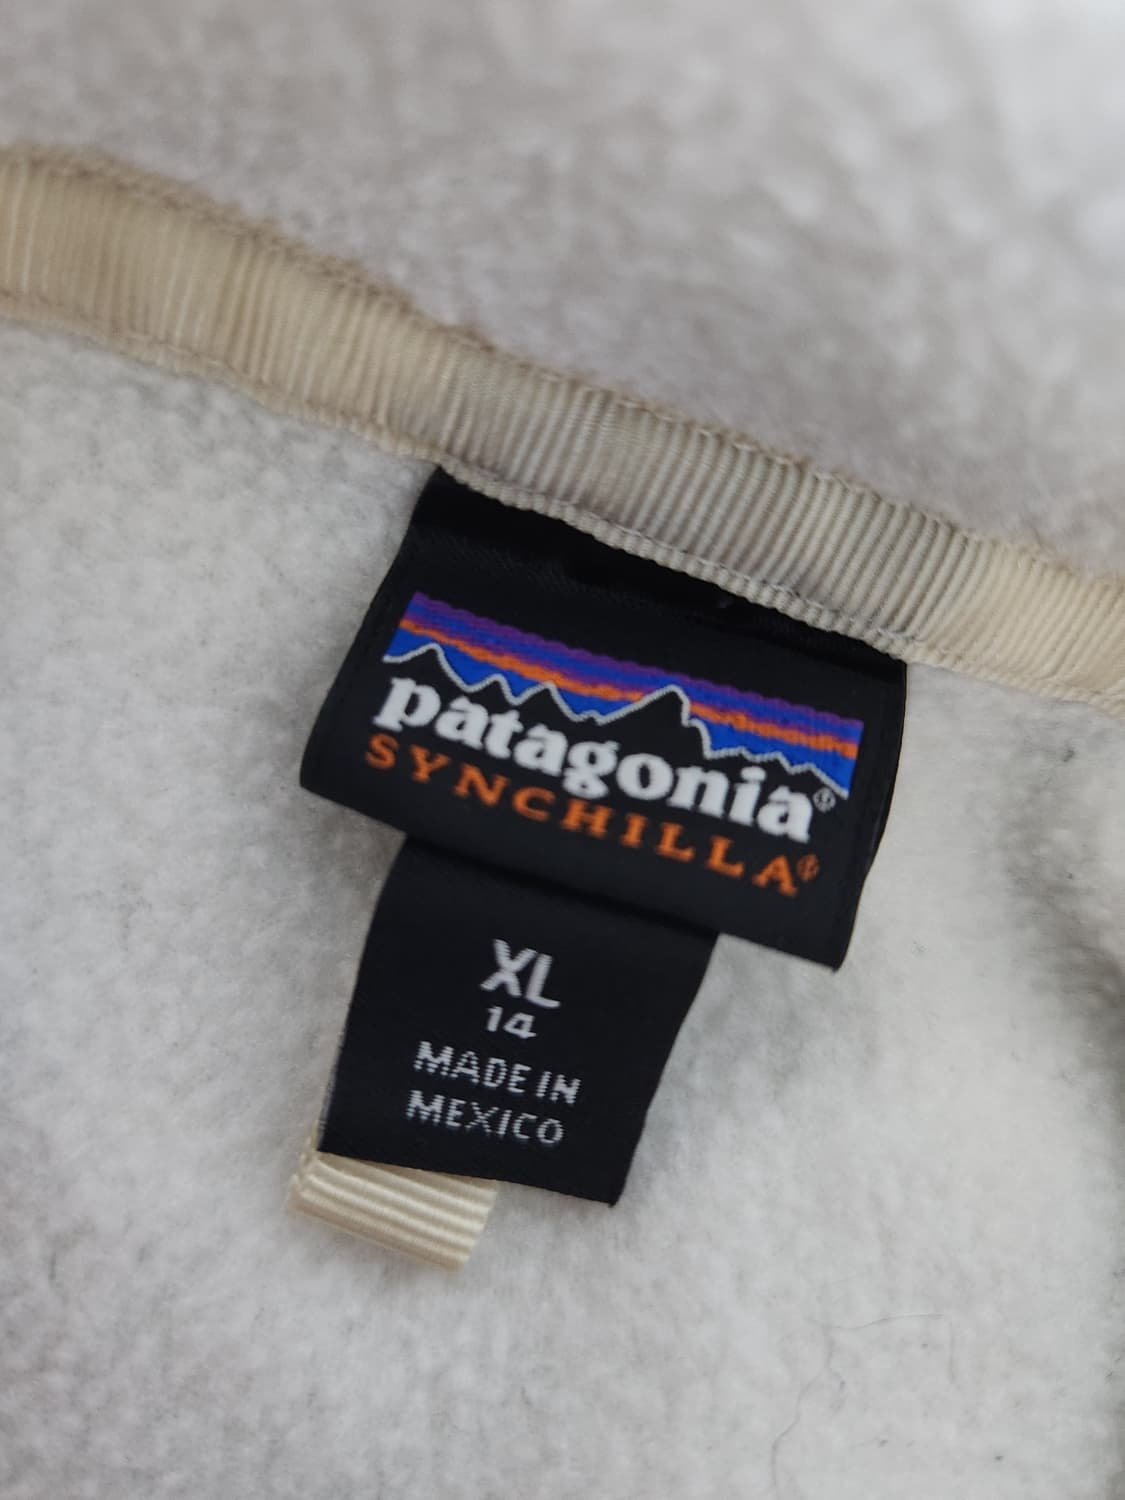 patagonia®
SYNCHILLA®
XL
14
MADE IN
MEXICO